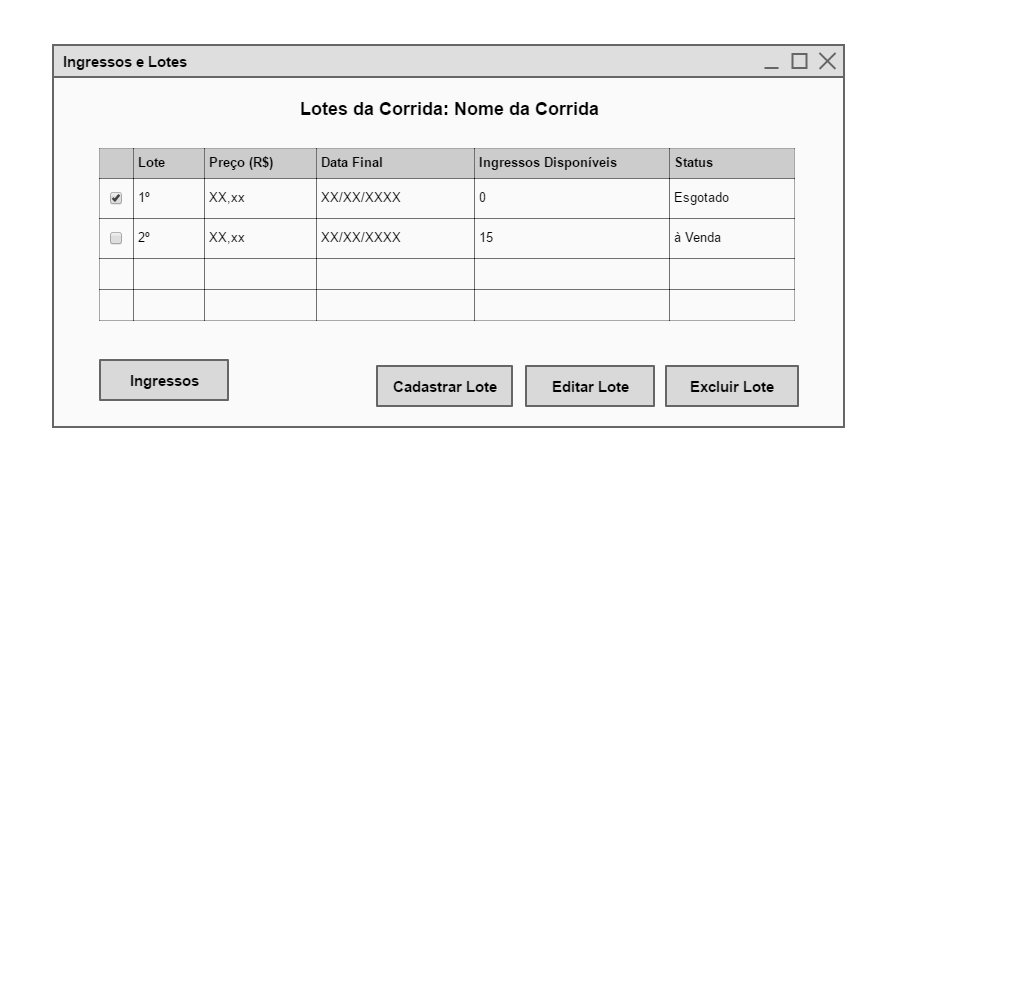 Ingressos e Lotes
Lotes da Corrida: Nome da Corrida
Lote Preço (R$) Data Final Ingressos Disponíveis Status
1º XX,xx XX/XX/XXXX 0 Esgotado
2º XX,xx XX/XX/XXXX 15 à Venda
Ingressos Cadastrar Lote Editar Lote Excluir Lote